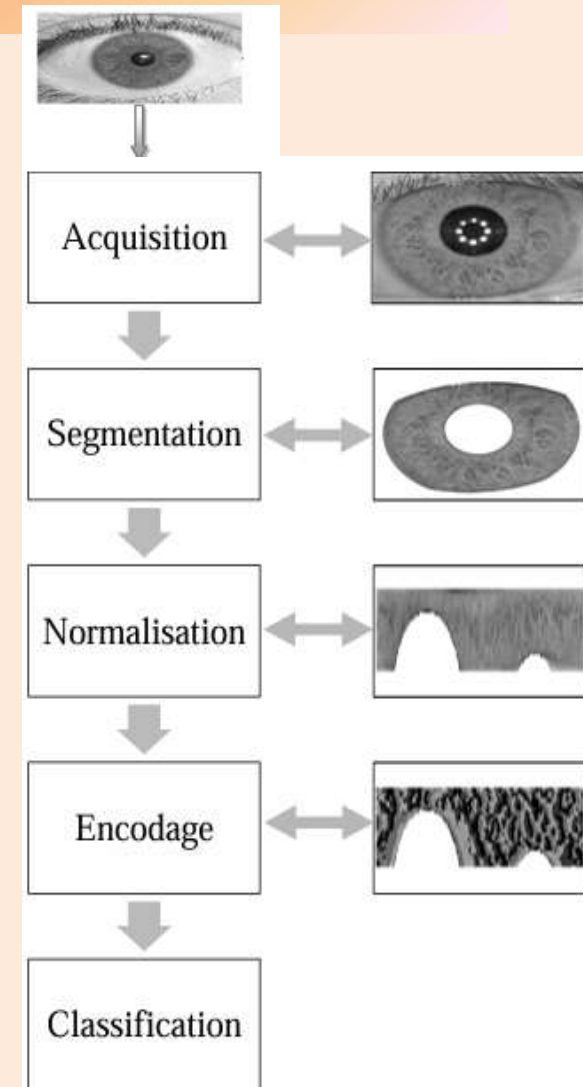 Acquisition
Segmentation
Normalisation
Encodage
Classification